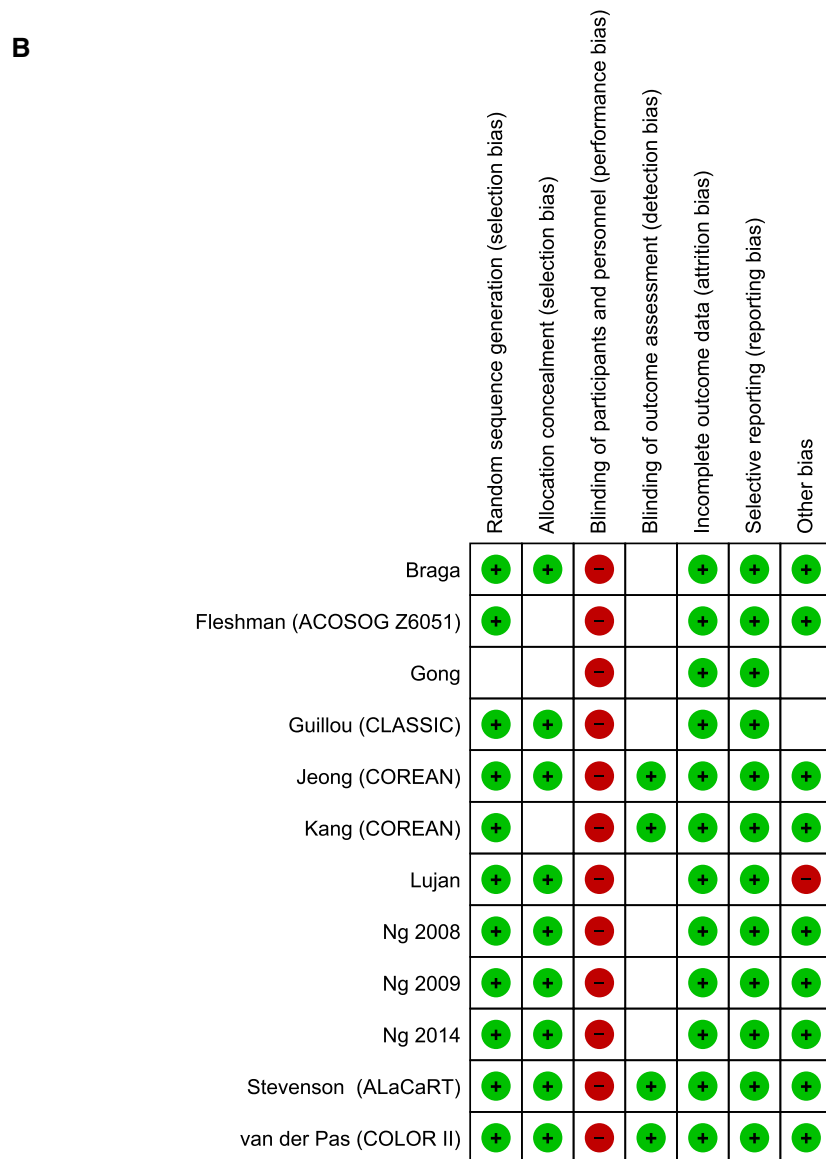 B
Random sequence generation (selection bias)
Allocation concealment (selection bias)
Blinding of participants and personnel (performance bias)
Blinding of outcome assessment (detection bias)
Incomplete outcome data (attrition bias)
Selective reporting (reporting bias)
Other bias
Braga + + − + + +
Fleshman (ACOSOG Z6051) + − + + +
Gong − + +
Guillou (CLASSIC) + + − + +
Jeong (COREAN) + + − + + + +
Kang (COREAN) + − + + + +
Lujan + + − + + −
Ng 2008 + + − + + +
Ng 2009 + + − + + +
Ng 2014 + + − + + +
Stevenson (ALaCaRT) + + − + + + +
van der Pas (COLOR II) + + − + + + +